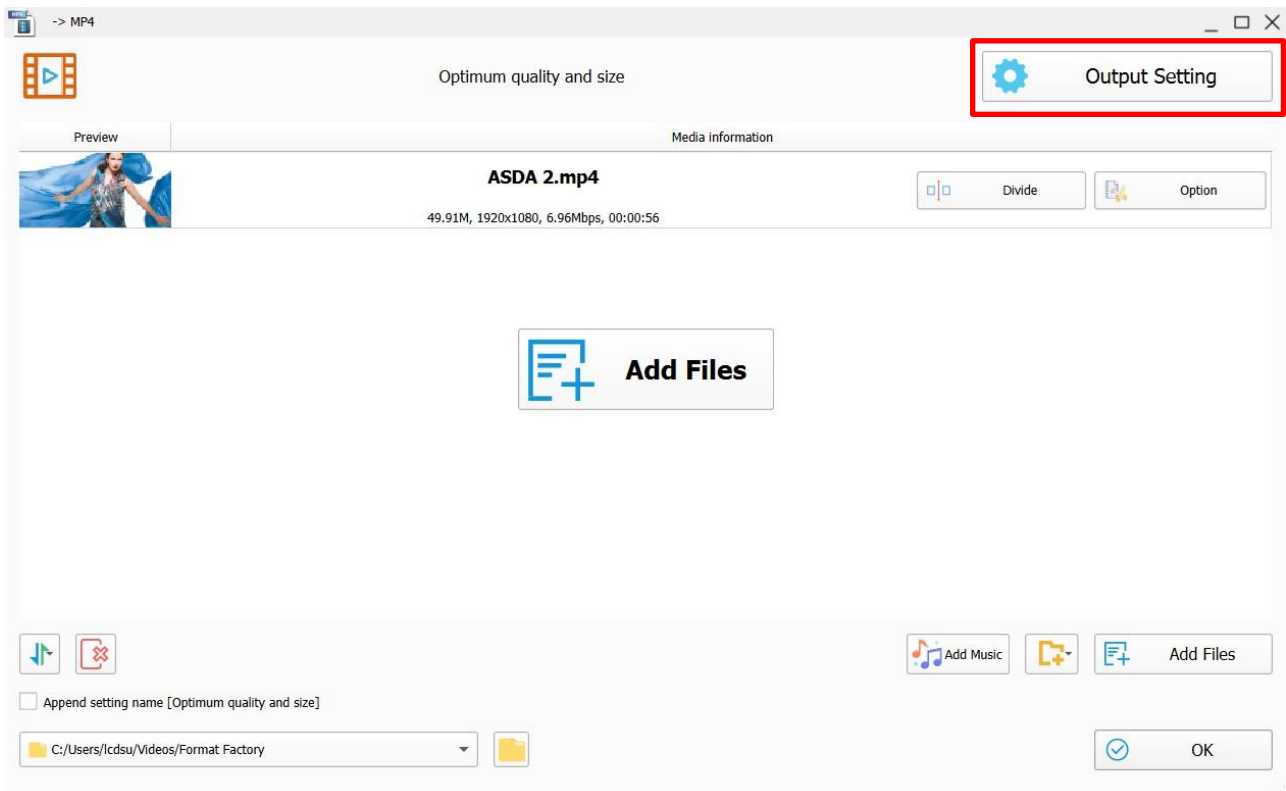 -> MP4
Optimum quality and size
Output Setting
Preview
Media information
ASDA 2.mp4
49.91M, 1920x1080, 6.96Mbps, 00:00:56
Divide
Option
Add Files
Add Music
Add Files
Append setting name [Optimum quality and size]
C:/Users/lcdsu/Videos/Format Factory
OK